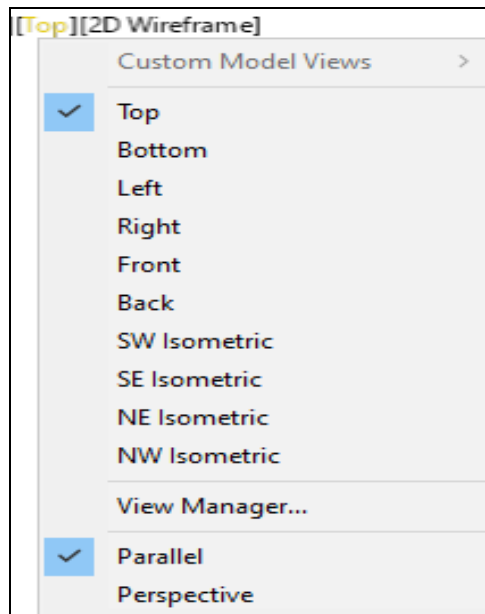 [Top][2D Wireframe]
Custom Model Views >
Top
Bottom
Left
Right
Front
Back
SW Isometric
SE Isometric
NE Isometric
NW Isometric
View Manager...
Parallel
Perspective